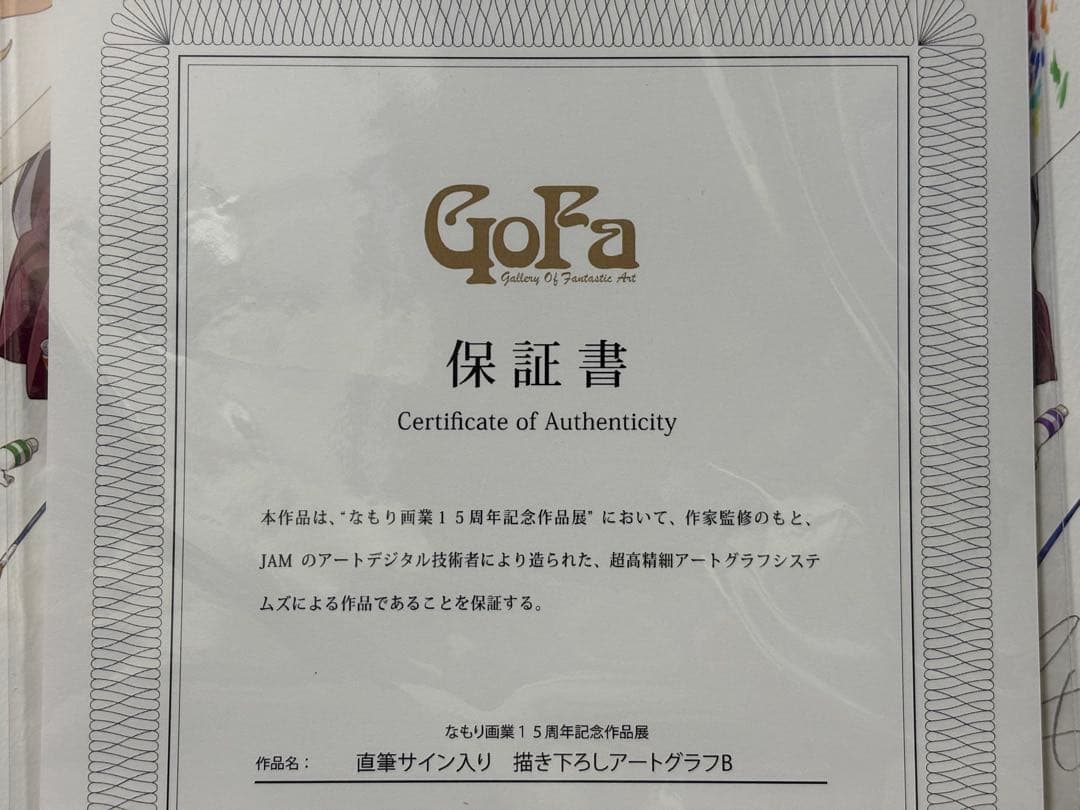 GoFa
Gallery Of Fantastic Art
保証書
Certificate of Authenticity
本作品は、“なもり画業１５周年記念作品展” において、作家監修のもと、
JAM のアートデジタル技術者により造られた、超高精細アートグラフシステ
ムズによる作品であることを保証する。
なもり画業１５周年記念作品展
作品名： 直筆サイン入り 描き下ろしアートグラフB